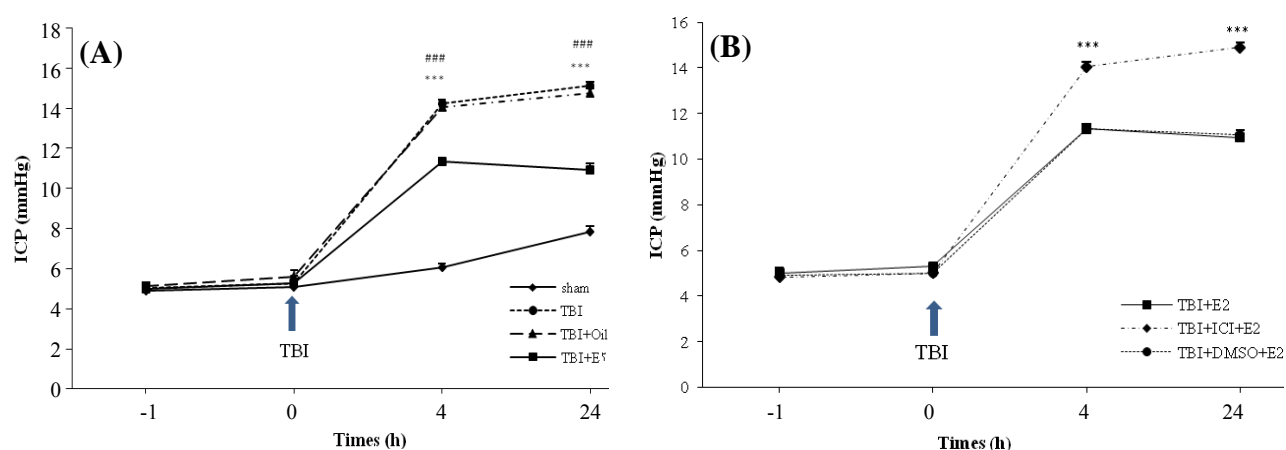 (A)
18
16
14
12
10
8
6
4
2
0
ICP (mmHg)
###
***
###
***
TBI
sham
TBI
TBI+Oil
TBI+E۲
-1
0
4
24
Times (h)
(B)
16
14
12
10
8
6
4
2
0
ICP (mmHg)
***
***
TBI
TBI+E2
TBI+ICI+E2
TBI+DMSO+E2
-1
0
4
24
Times (h)